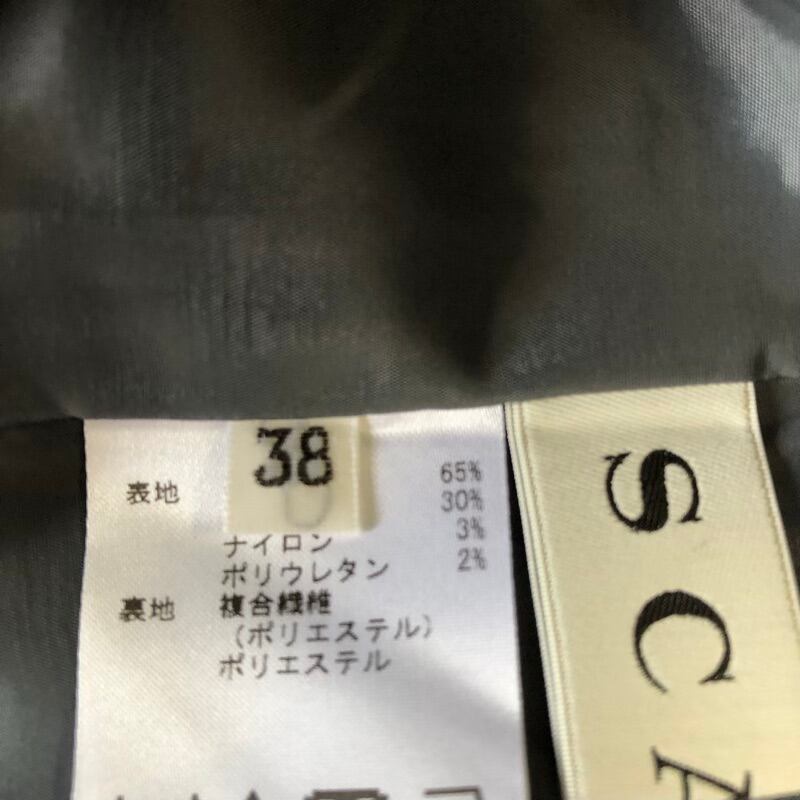 38
表地 65%
30%
ナイロン 3%
ポリウレタン 2%
裏地 複合繊維
(ポリエステル)
ポリエステル
SCA